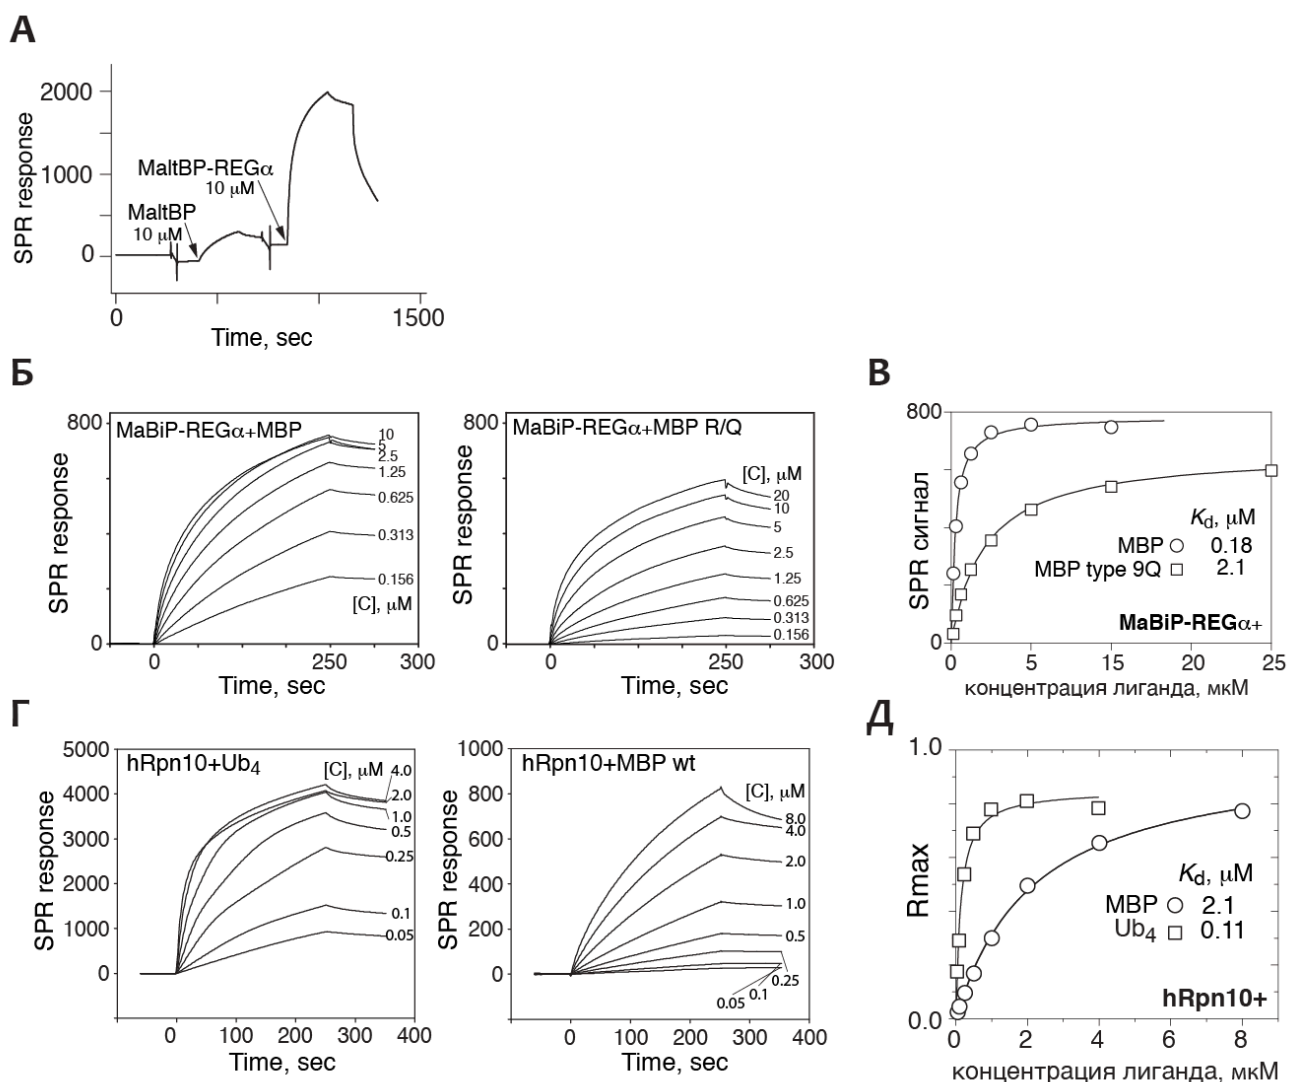 А
2000
1000
0
SPR response
MaltBP-REGα
10 μM
MaltBP
10 μM
0
1500
Time, sec
Б
800
0
SPR response
MaBiP-REGα+MBP
10
5
2.5
1.25
0.625
0.313
0.156
[C], μM
0
250
300
Time, sec
800
0
SPR response
MaBiP-REGα+MBP R/Q
[C], μM
20
10
5
2.5
1.25
0.625
0.313
0.156
0
250
300
Time, sec
В
800
0
SPR сигнал
Kd, μM
MBP 0.18
MBP type 9Q 2.1
MaBiP-REGα+
0
5
15
20
25
концентрация лиганда, мкМ
Г
5000
4000
3000
2000
1000
0
SPR response
hRpn10+Ub4
[C], μM
4.0
2.0
1.0
0.5
0.25
0.1
0.05
0
100
200
300
400
Time, sec
1000
800
600
400
200
0
SPR response
hRpn10+MBP wt
[C], μM
8.0
4.0
2.0
1.0
0.5
0.25
0.1
0.05
0
100
200
300
400
Time, sec
Д
1.0
0.0
Rmax
Kd, μM
MBP 2.1
Ub4 0.11
hRpn10+
0
2
4
6
8
концентрация лиганда, мкМ